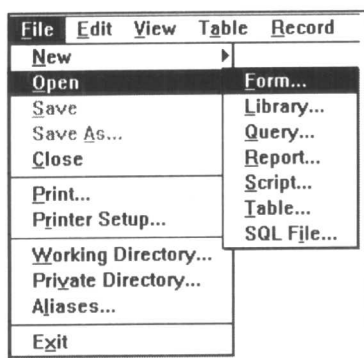 File Edit View Table Record
New
Open
Save
Save As...
Close
Print...
Printer Setup...
Working Directory...
Private Directory...
Aliases...
Exit
Form...
Library...
Query...
Report...
Script...
Table...
SQL File...